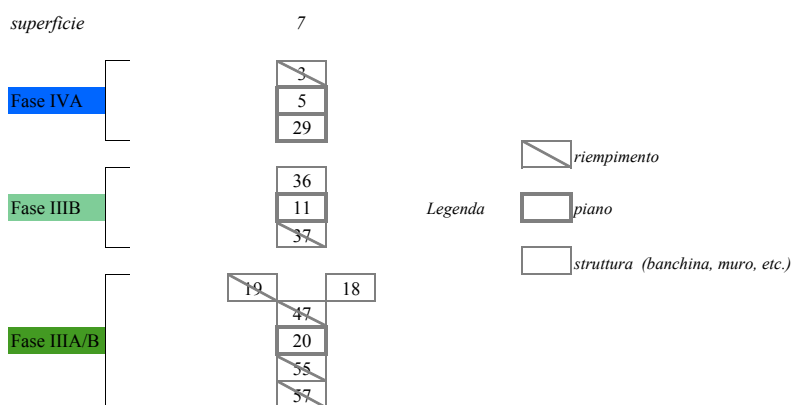 superficie 7
3
Fase IVA 5
29
riempimento
36
Fase IIIB 11 Legenda piano
37
struttura (banchina, muro, etc.)
19 18
47
Fase IIIA/B 20
55
57